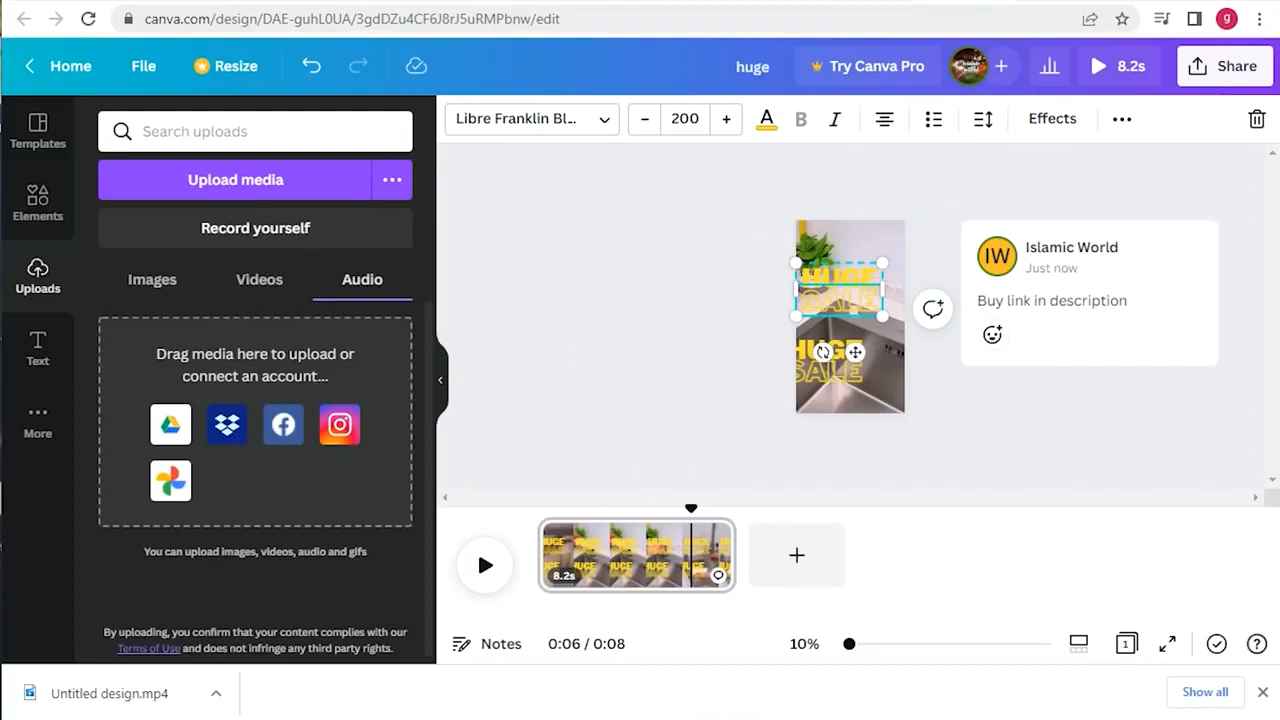 canva.com/design/DAE-guhL0UA/3gdDZu4CF6J8rJ5uRMPbnw/edit
g
Home
File
Resize
huge
Try Canva Pro
8.2s
Share
Templates
Elements
Uploads
Text
More
Search uploads
Upload media
Record yourself
Images
Videos
Audio
Drag media here to upload or
connect an account...
You can upload images, videos, audio and gifs
By uploading, you confirm that your content complies with our
Terms of Use and does not infringe any third party rights.
Libre Franklin Bl...
200
A
B
I
Effects
HUGE
SALE
HUGE
SALE
IW
Islamic World
Just now
Buy link in description
8.2s
Notes
0:06 / 0:08
10%
1
Untitled design.mp4
Show all